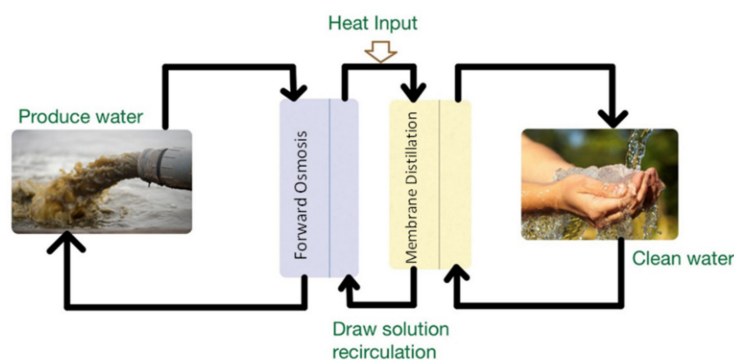 Heat Input
Produce water
Forward Osmosis
Membrane Distillation
Clean water
Draw solution
recirculation